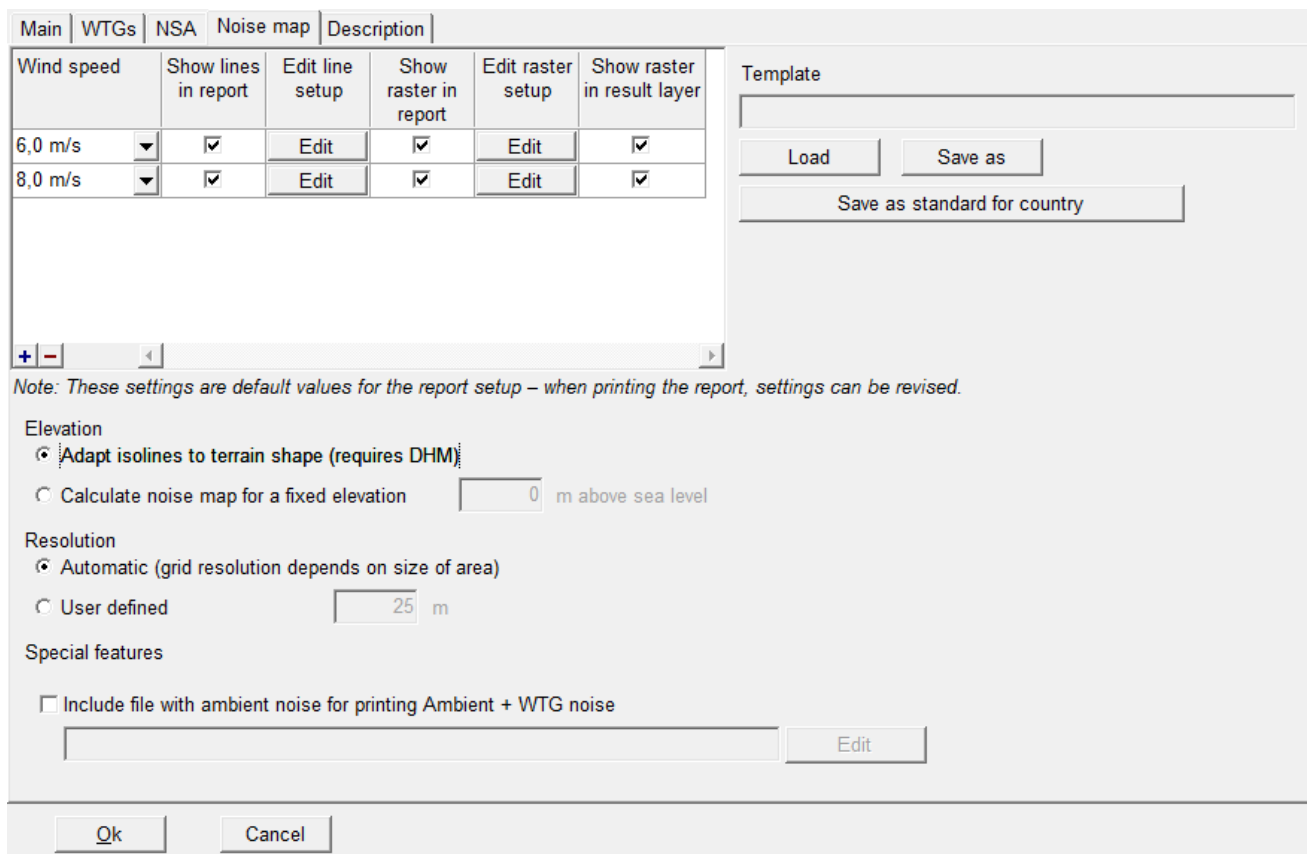 Main WTGs NSA Noise map Description
Wind speed Show lines in report Edit line setup Show raster in report Edit raster setup Show raster in result layer
6,0 m/s Edit Edit
8,0 m/s Edit Edit
Template
Load Save as
Save as standard for country
Note: These settings are default values for the report setup – when printing the report, settings can be revised.
Elevation
Adapt isolines to terrain shape (requires DHM)
Calculate noise map for a fixed elevation 0 m above sea level
Resolution
Automatic (grid resolution depends on size of area)
User defined 25 m
Special features
Include file with ambient noise for printing Ambient + WTG noise
Edit
Ok Cancel